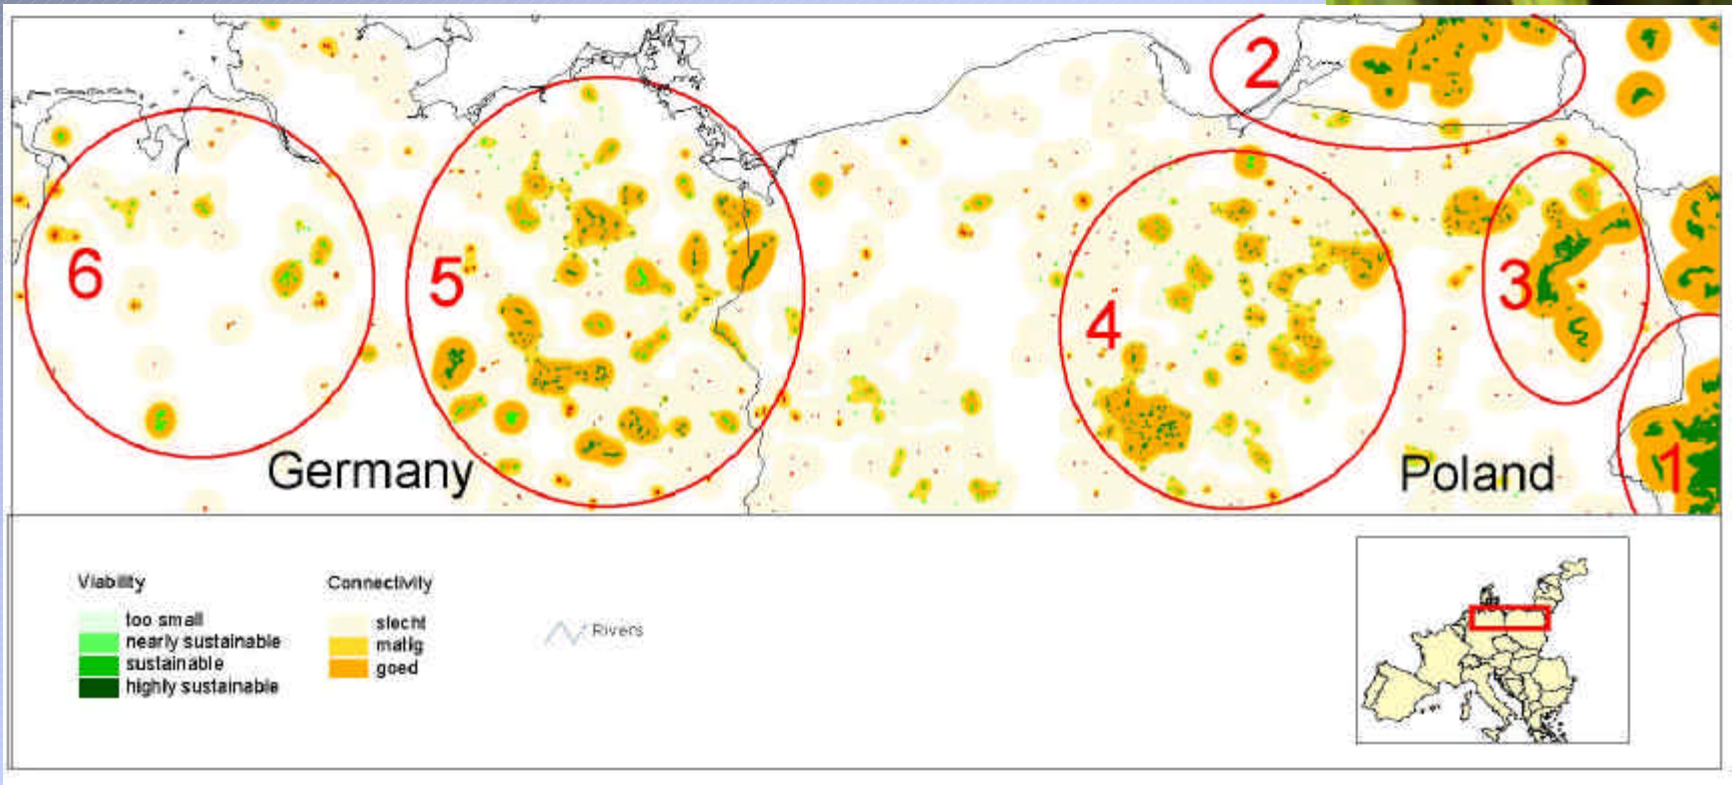 2
6
5
4
3
1
Germany
Poland
Viability
too small
nearly sustainable
sustainable
highly sustainable
Connectivity
slecht
matig
goed
Rivers